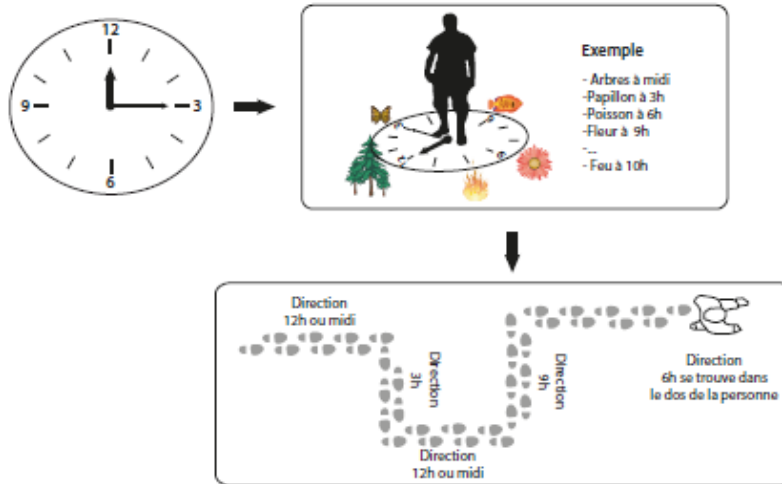 12
9
3
6
Exemple
- Arbres à midi
-Papillon à 3h
-Poisson à 6h
-Fleur à 9h
-...
- Feu à 10h
Direction
12h ou midi
Direction
3h
Direction
12h ou midi
Direction
9h
Direction
6h se trouve dans
le dos de la personne